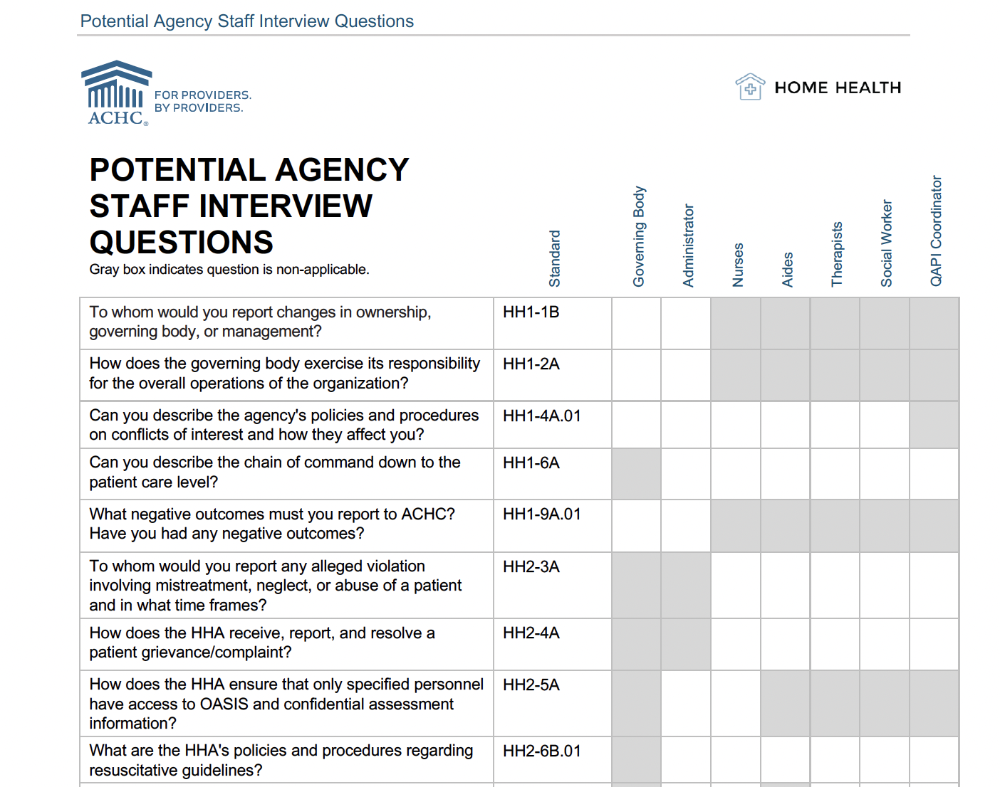 Potential Agency Staff Interview Questions
ACHC®
FOR PROVIDERS.
BY PROVIDERS.
HOME HEALTH
POTENTIAL AGENCY
STAFF INTERVIEW
QUESTIONS
Gray box indicates question is non-applicable.
Standard
Governing Body
Administrator
Nurses
Aides
Therapists
Social Worker
QAPI Coordinator
To whom would you report changes in ownership,
governing body, or management?
HH1-1B
How does the governing body exercise its responsibility
for the overall operations of the organization?
HH1-2A
Can you describe the agency's policies and procedures
on conflicts of interest and how they affect you?
HH1-4A.01
Can you describe the chain of command down to the
patient care level?
HH1-6A
What negative outcomes must you report to ACHC?
Have you had any negative outcomes?
HH1-9A.01
To whom would you report any alleged violation
involving mistreatment, neglect, or abuse of a patient
and in what time frames?
HH2-3A
How does the HHA receive, report, and resolve a
patient grievance/complaint?
HH2-4A
How does the HHA ensure that only specified personnel
have access to OASIS and confidential assessment
information?
HH2-5A
What are the HHA's policies and procedures regarding
resuscitative guidelines?
HH2-6B.01